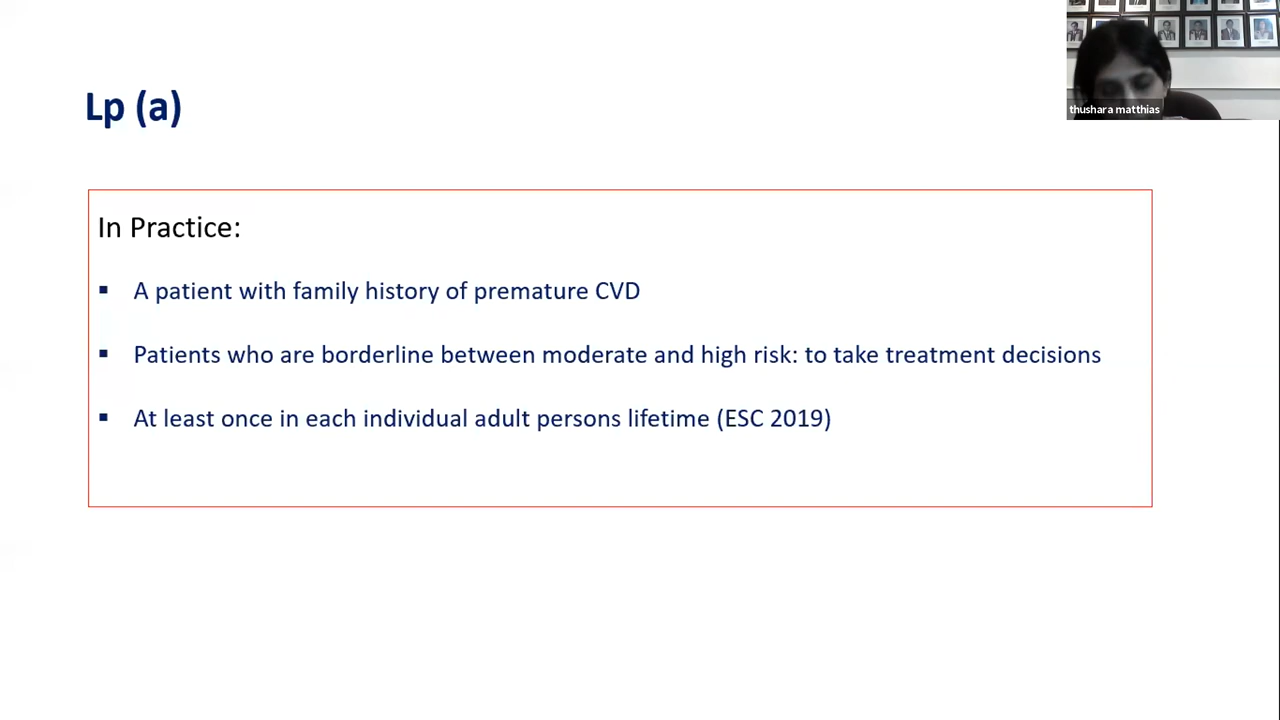 Lp (a)
thushara matthias
In Practice:
▪ A patient with family history of premature CVD
▪ Patients who are borderline between moderate and high risk: to take treatment decisions
▪ At least once in each individual adult persons lifetime (ESC 2019)